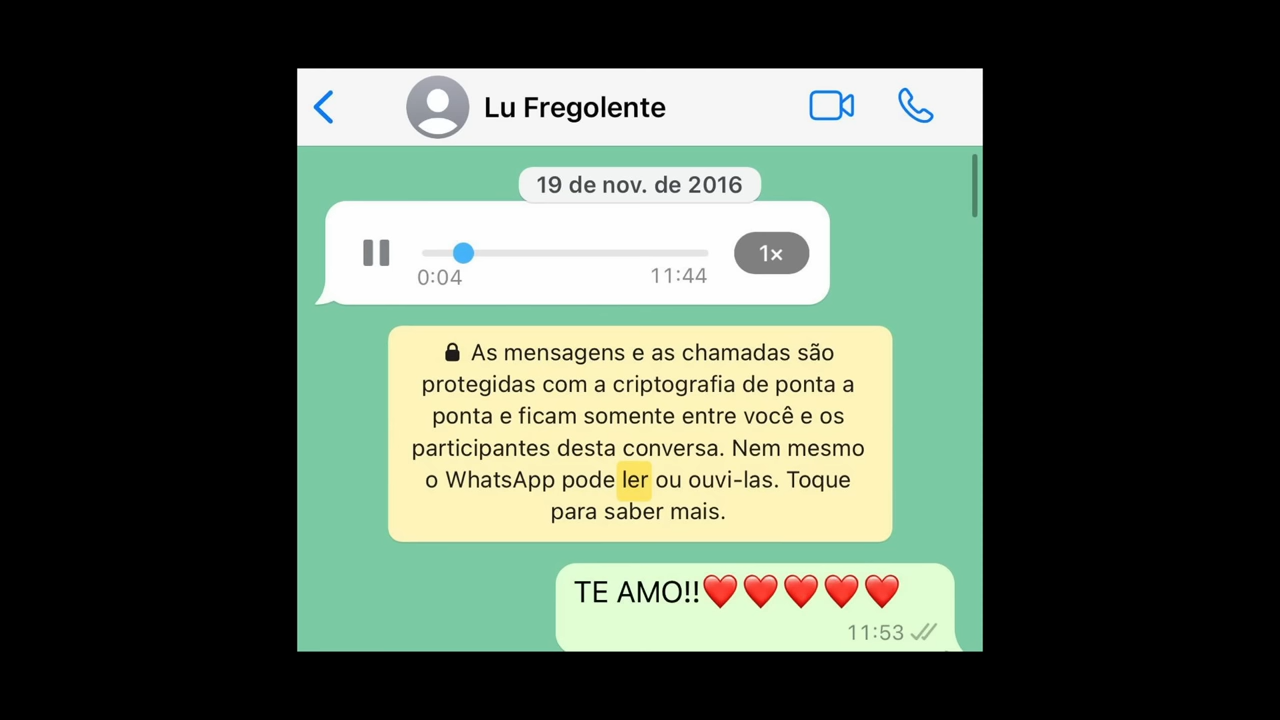 Lu Fregolente
19 de nov. de 2016
1×
0:04
11:44
As mensagens e as chamadas são
protegidas com a criptografia de ponta a
ponta e ficam somente entre você e os
participantes desta conversa. Nem mesmo
o WhatsApp pode ler ou ouvi-las. Toque
para saber mais.
TE AMO!!❤️❤️❤️❤️❤️
11:53